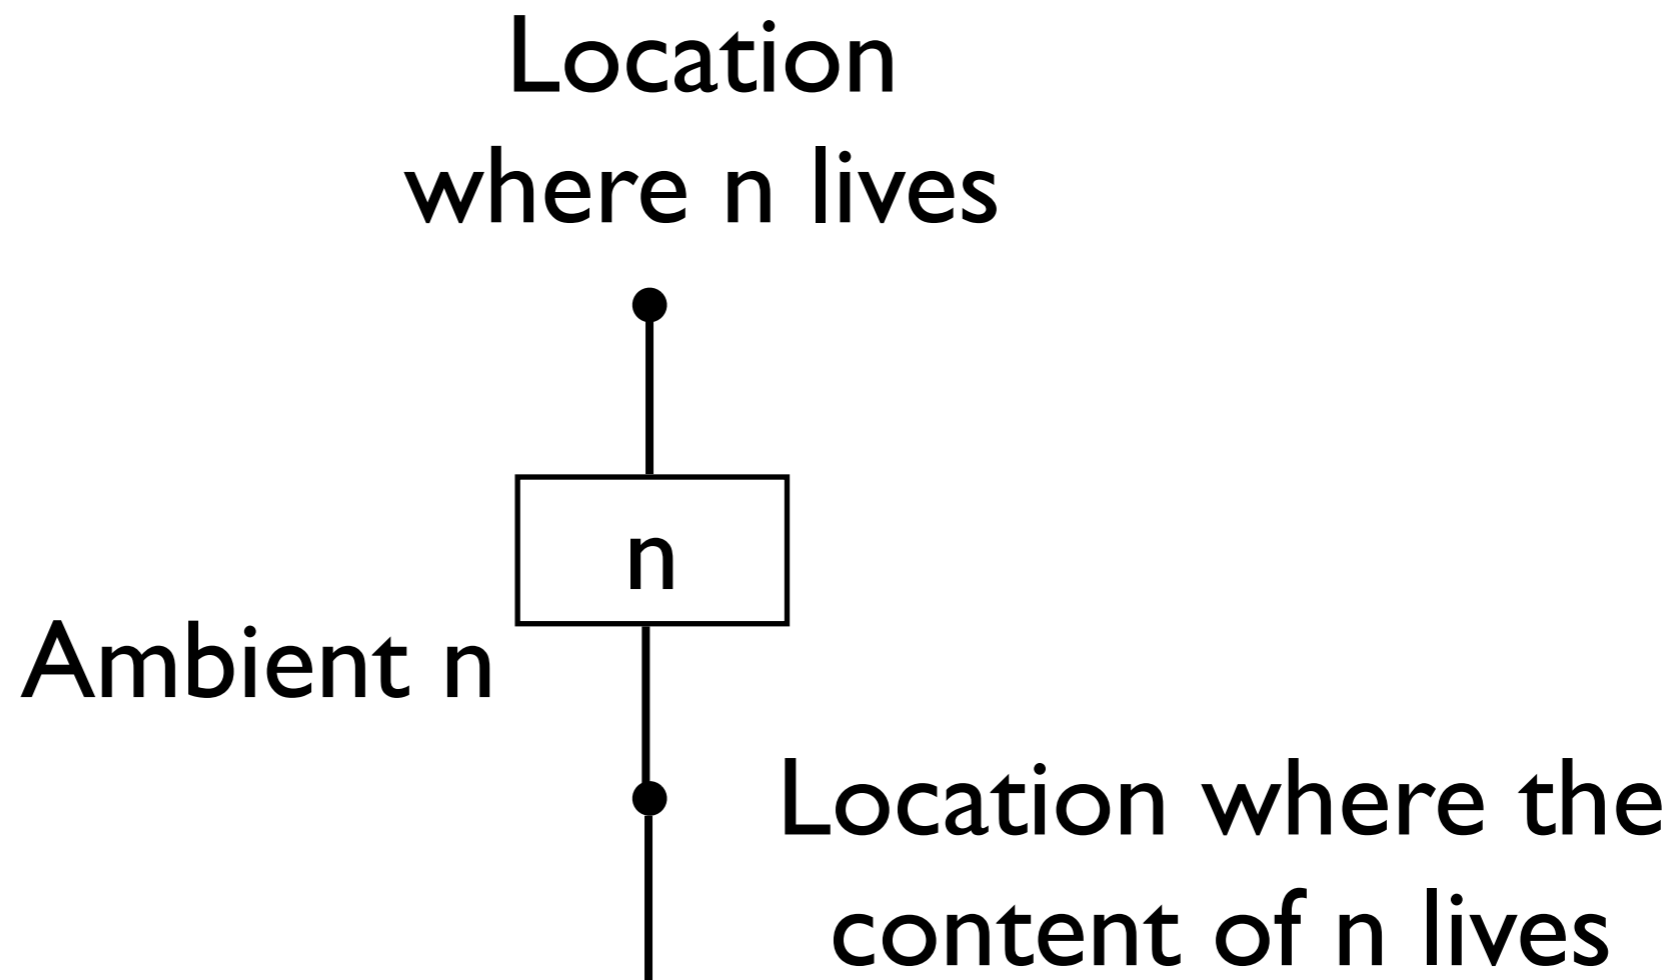 Location
where n lives
n
Ambient n
Location where the
content of n lives